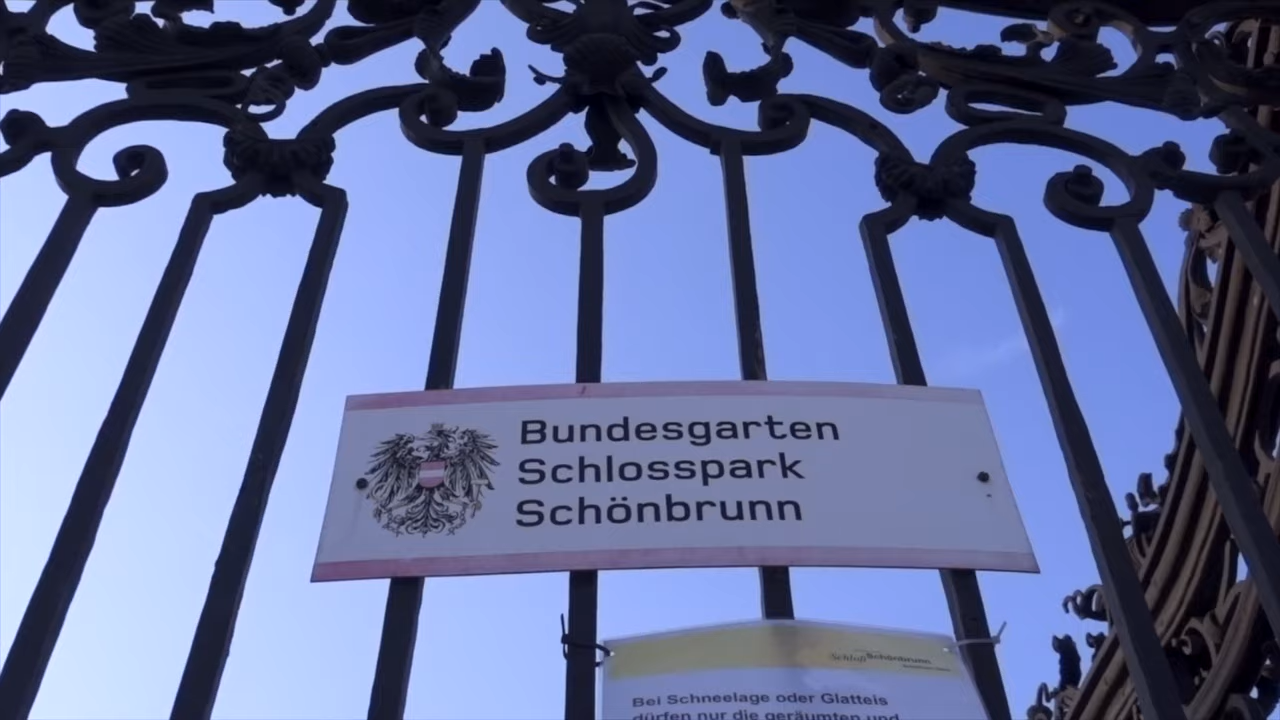 Bundesgarten
Schlosspark
Schönbrunn
Schloß Schönbrunn
Bei Schneelage oder Glatteis
dürfen nur die geräumten und